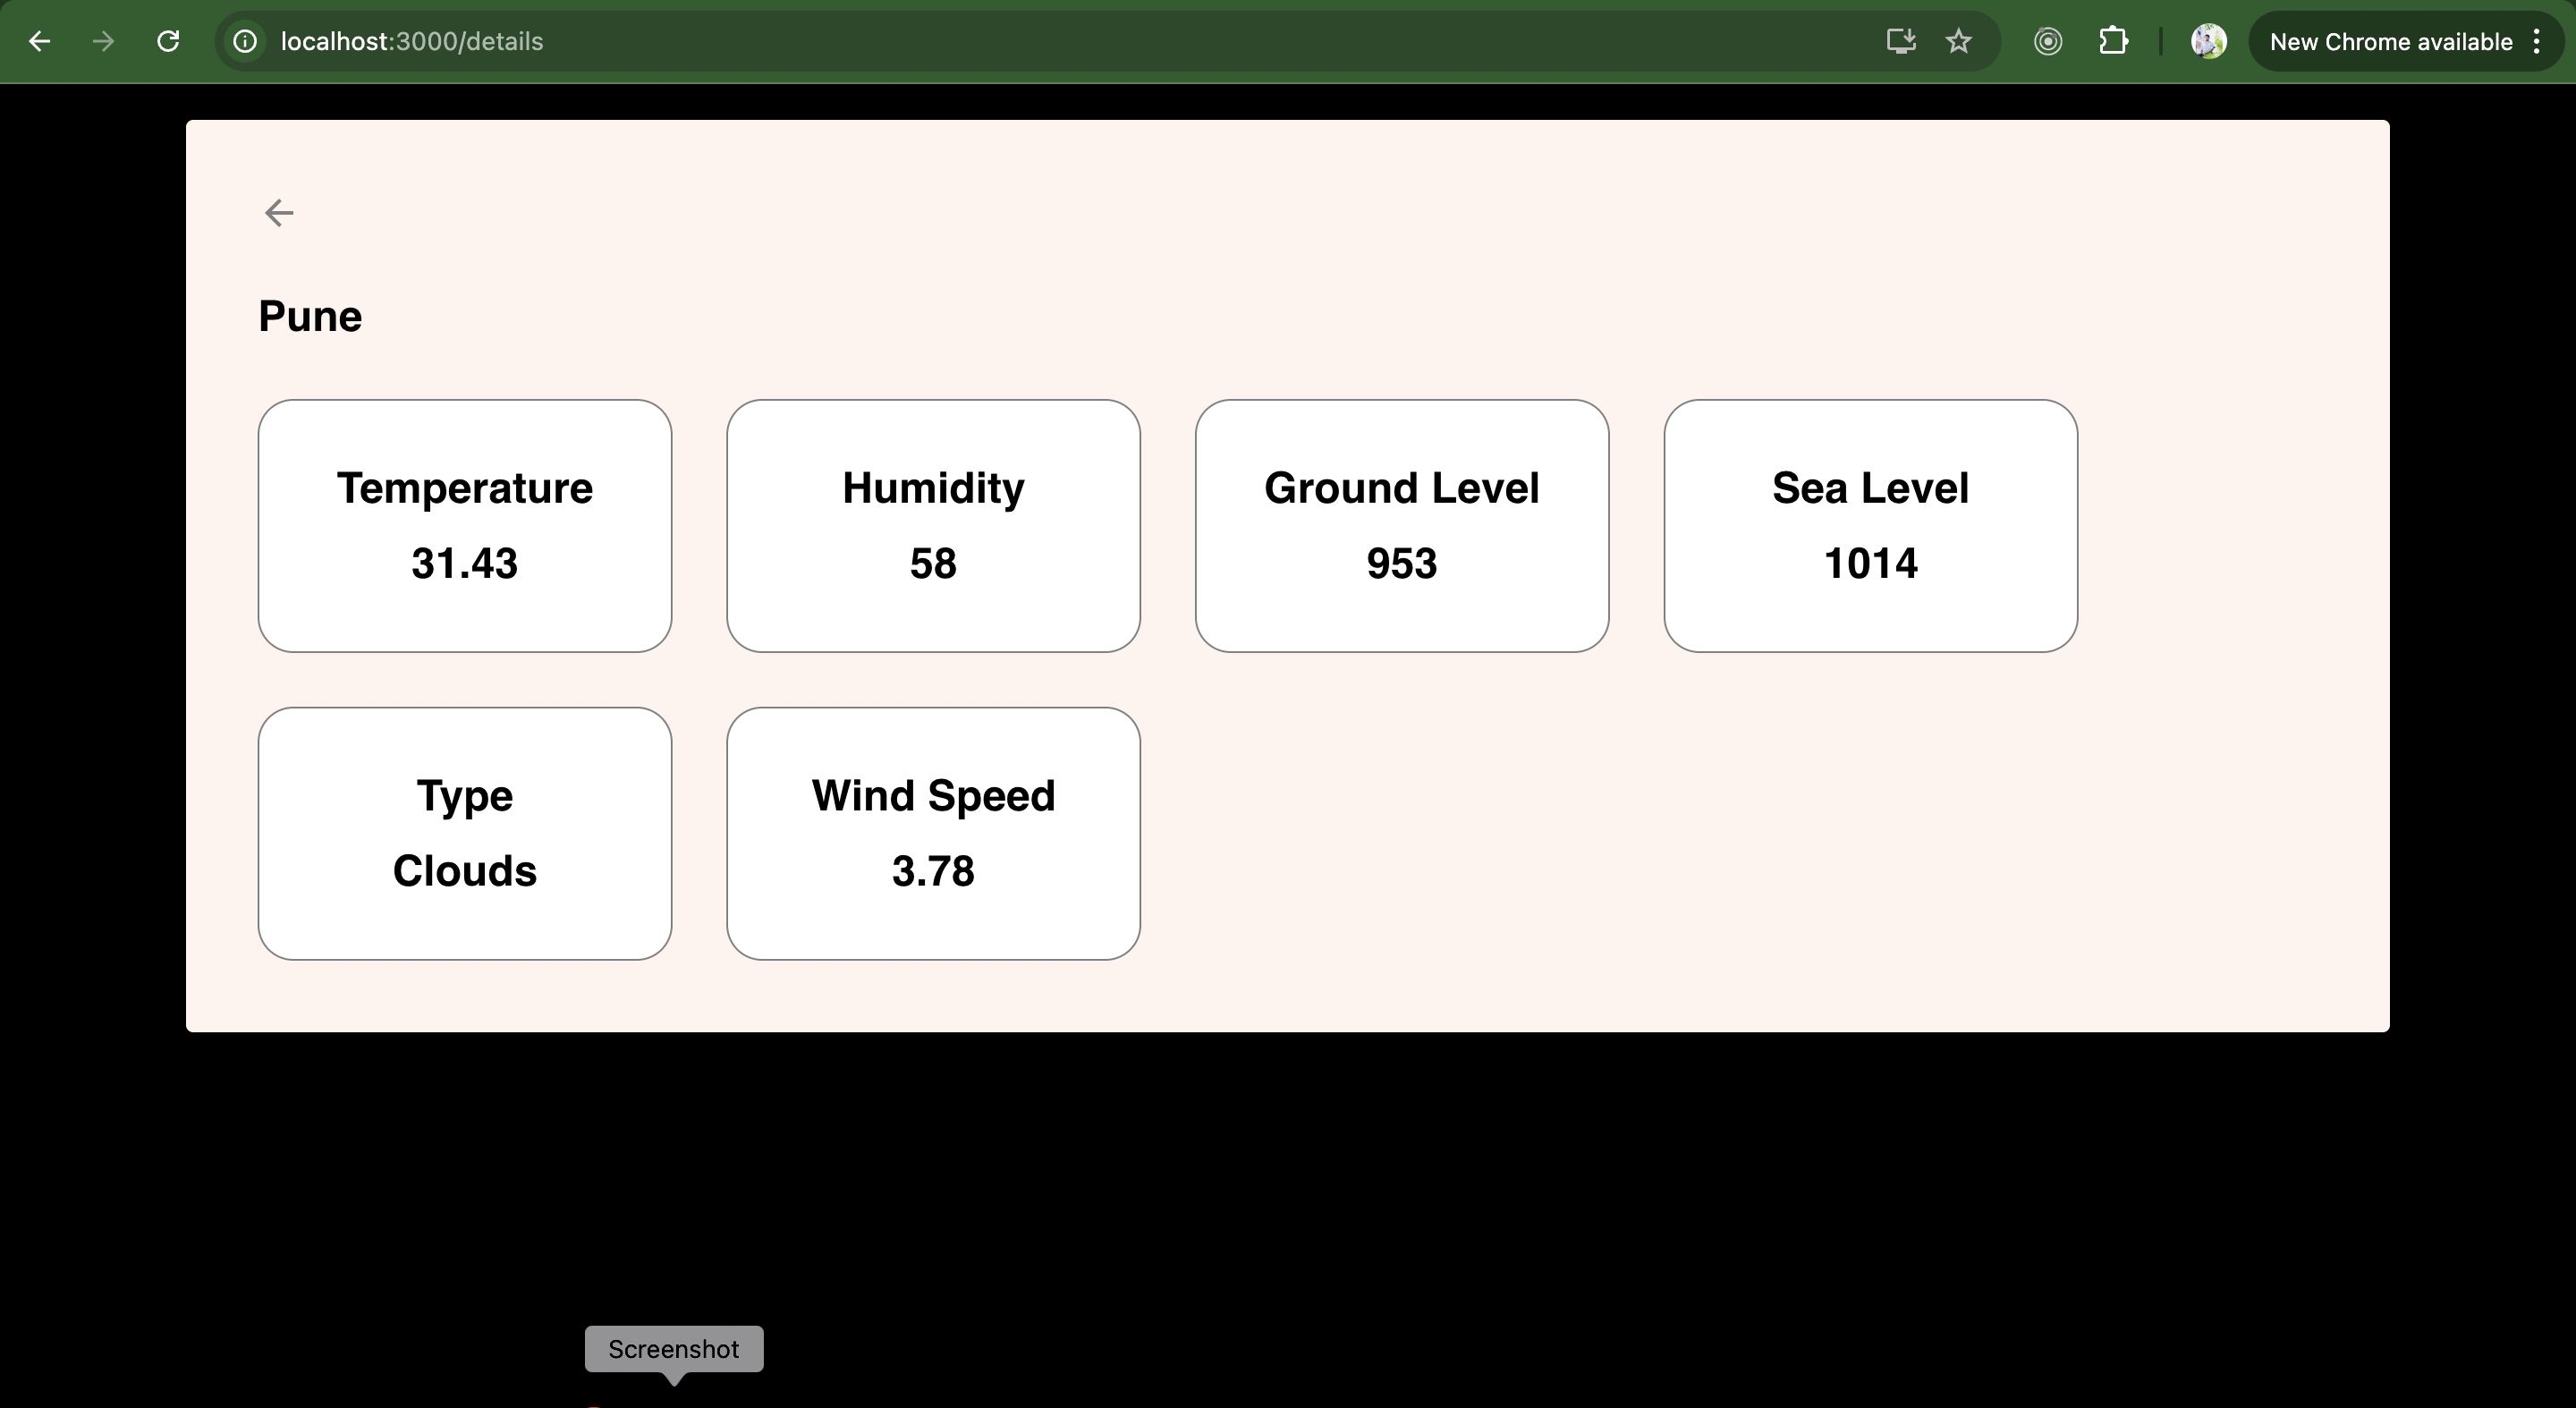 localhost:3000/details
New Chrome available
Pune
Temperature
31.43
Humidity
58
Ground Level
953
Sea Level
1014
Type
Clouds
Wind Speed
3.78
Screenshot